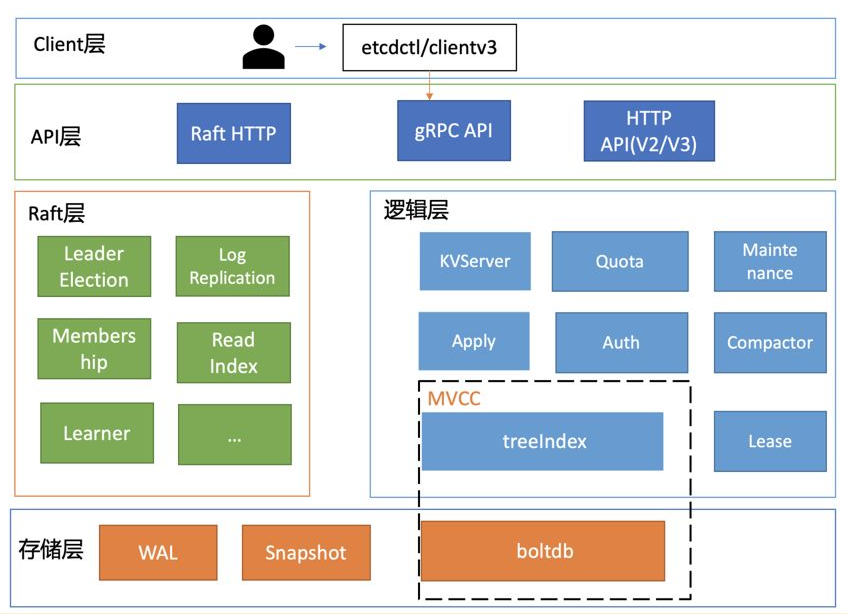 Client层
etcdctl/clientv3
API层
Raft HTTP
gRPC API
HTTP
API(V2/V3)
Raft层
Leader
Election
Log
Replication
Members
hip
Read
Index
Learner
...
逻辑层
KVServer
Quota
Mainte
nance
Apply
Auth
Compactor
MVCC
treeIndex
Lease
存储层
WAL
Snapshot
boltdb